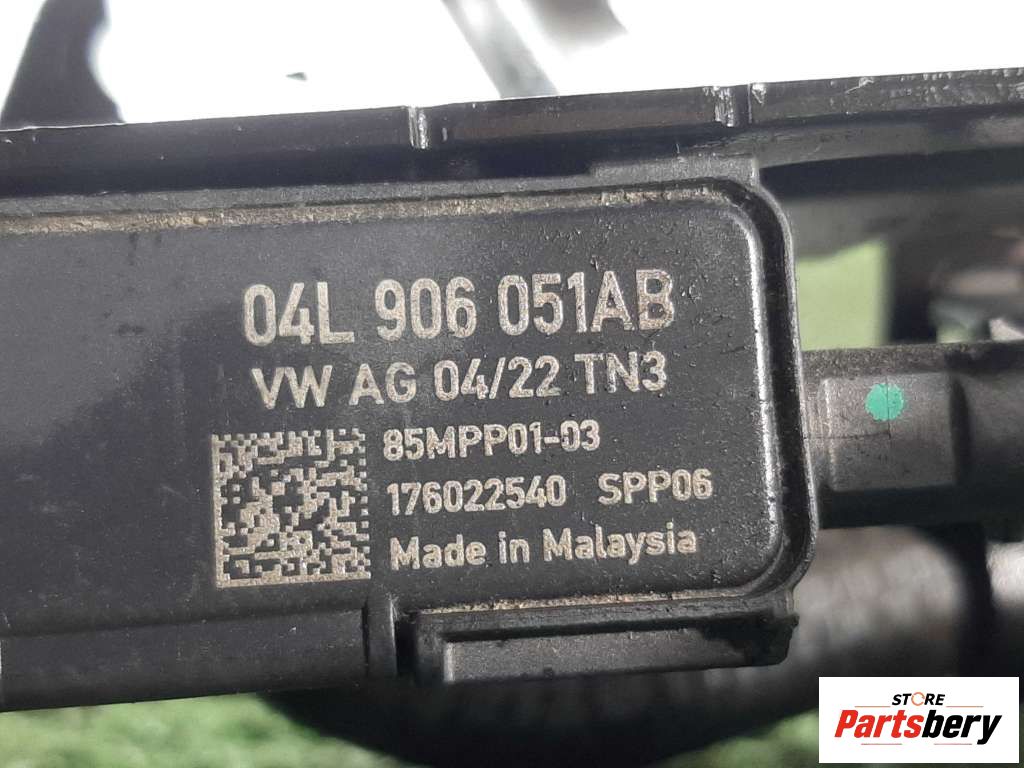 04L 906 051AB
VW AG 04/22 TN3
85MPP01-03
176022540 SPP06
Made in Malaysia
STORE
Partsbery